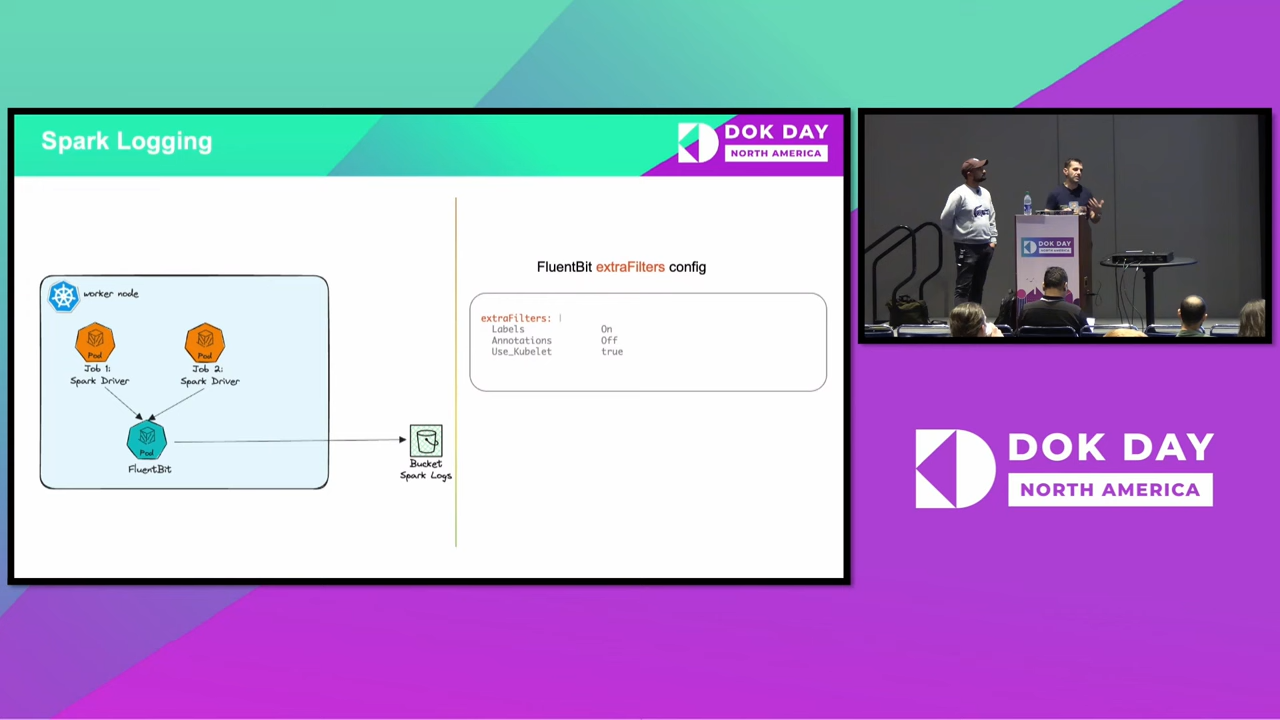 Spark Logging
DOK DAY
NORTH AMERICA
worker node
Pod
Job 1:
Spark Driver
Pod
Job 2:
Spark Driver
Pod
FluentBit
Bucket
Spark Logs
FluentBit extraFilters config
extraFilters: |
Labels On
Annotations Off
Use_Kubelet true
DOK DAY
NORTH AMERICA
DOK DAY
NORTH AMERICA